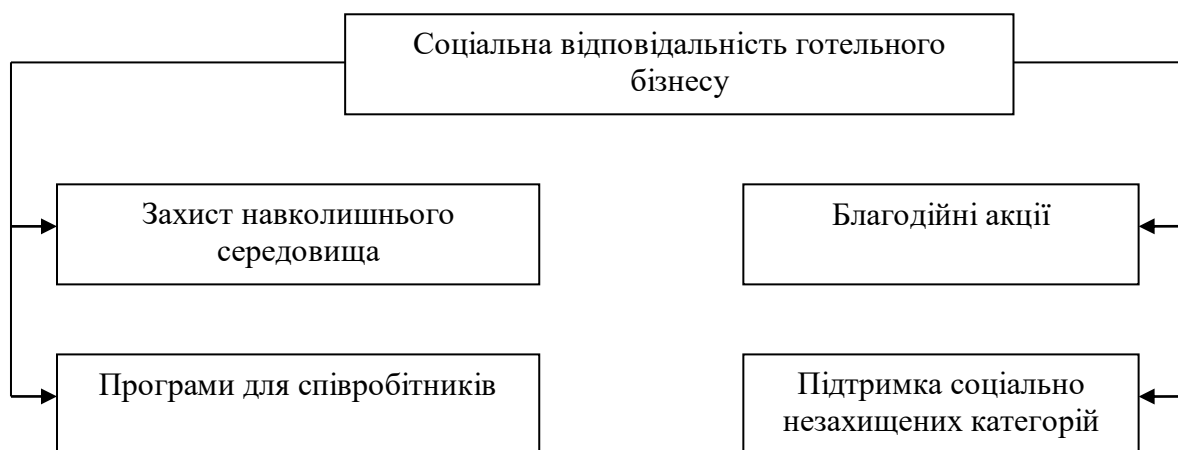 Соціальна відповідальність готельного
бізнесу
Захист навколишнього
середовища
Благодійні акції
Програми для співробітників
Підтримка соціально
незахищених категорій